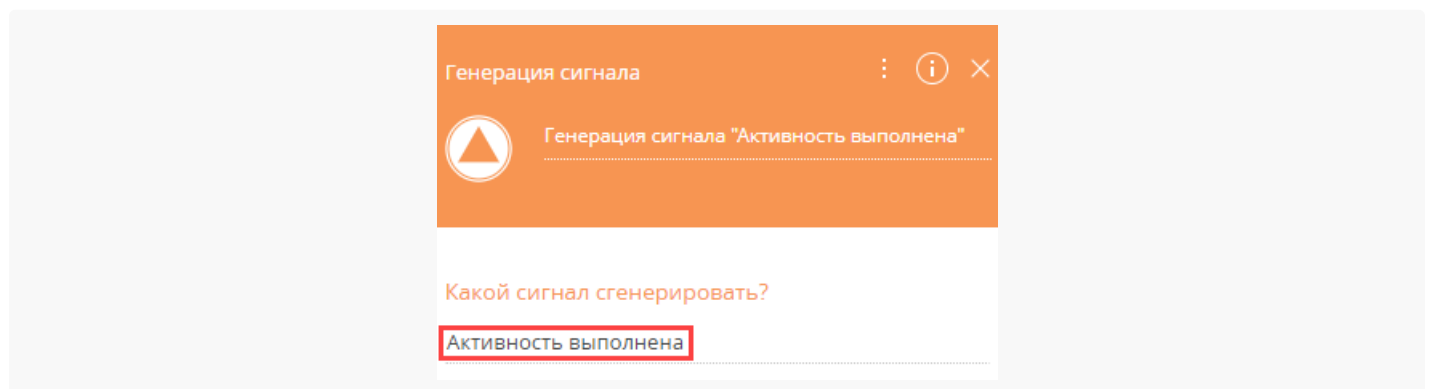 Генерация сигнала
Генерация сигнала "Активность выполнена"
Какой сигнал сгенерировать?
Активность выполнена